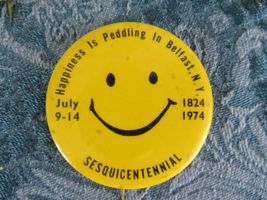 Happiness Is Peddling In Belfast, N.Y.
July 1824
9-14 1974
SESQUICENTENNIAL